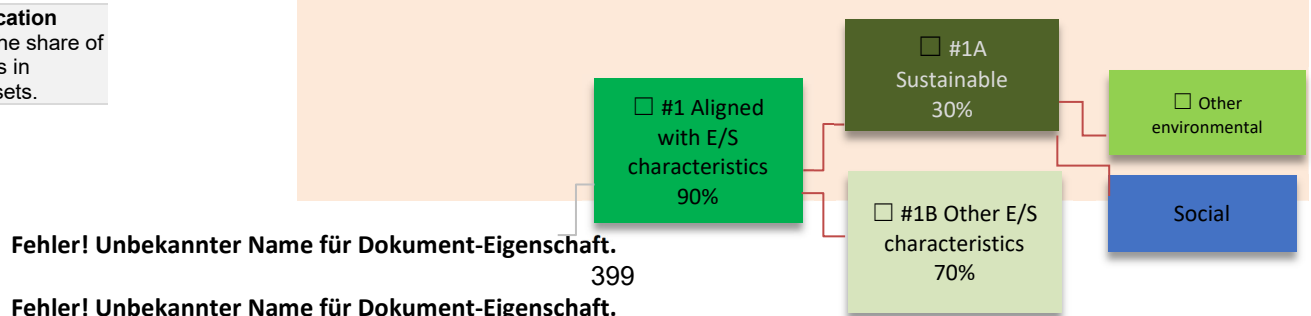 cation
ne share of
s in
sets.
☐ #1 Aligned
with E/S
characteristics
90%
☐ #1A
Sustainable
30%
☐ #1B Other E/S
characteristics
70%
☐ Other
environmental
Social
Fehler! Unbekannter Name für Dokument-Eigenschaft.
399
Fehler! Unbekannter Name für Dokument-Eigenschaft.